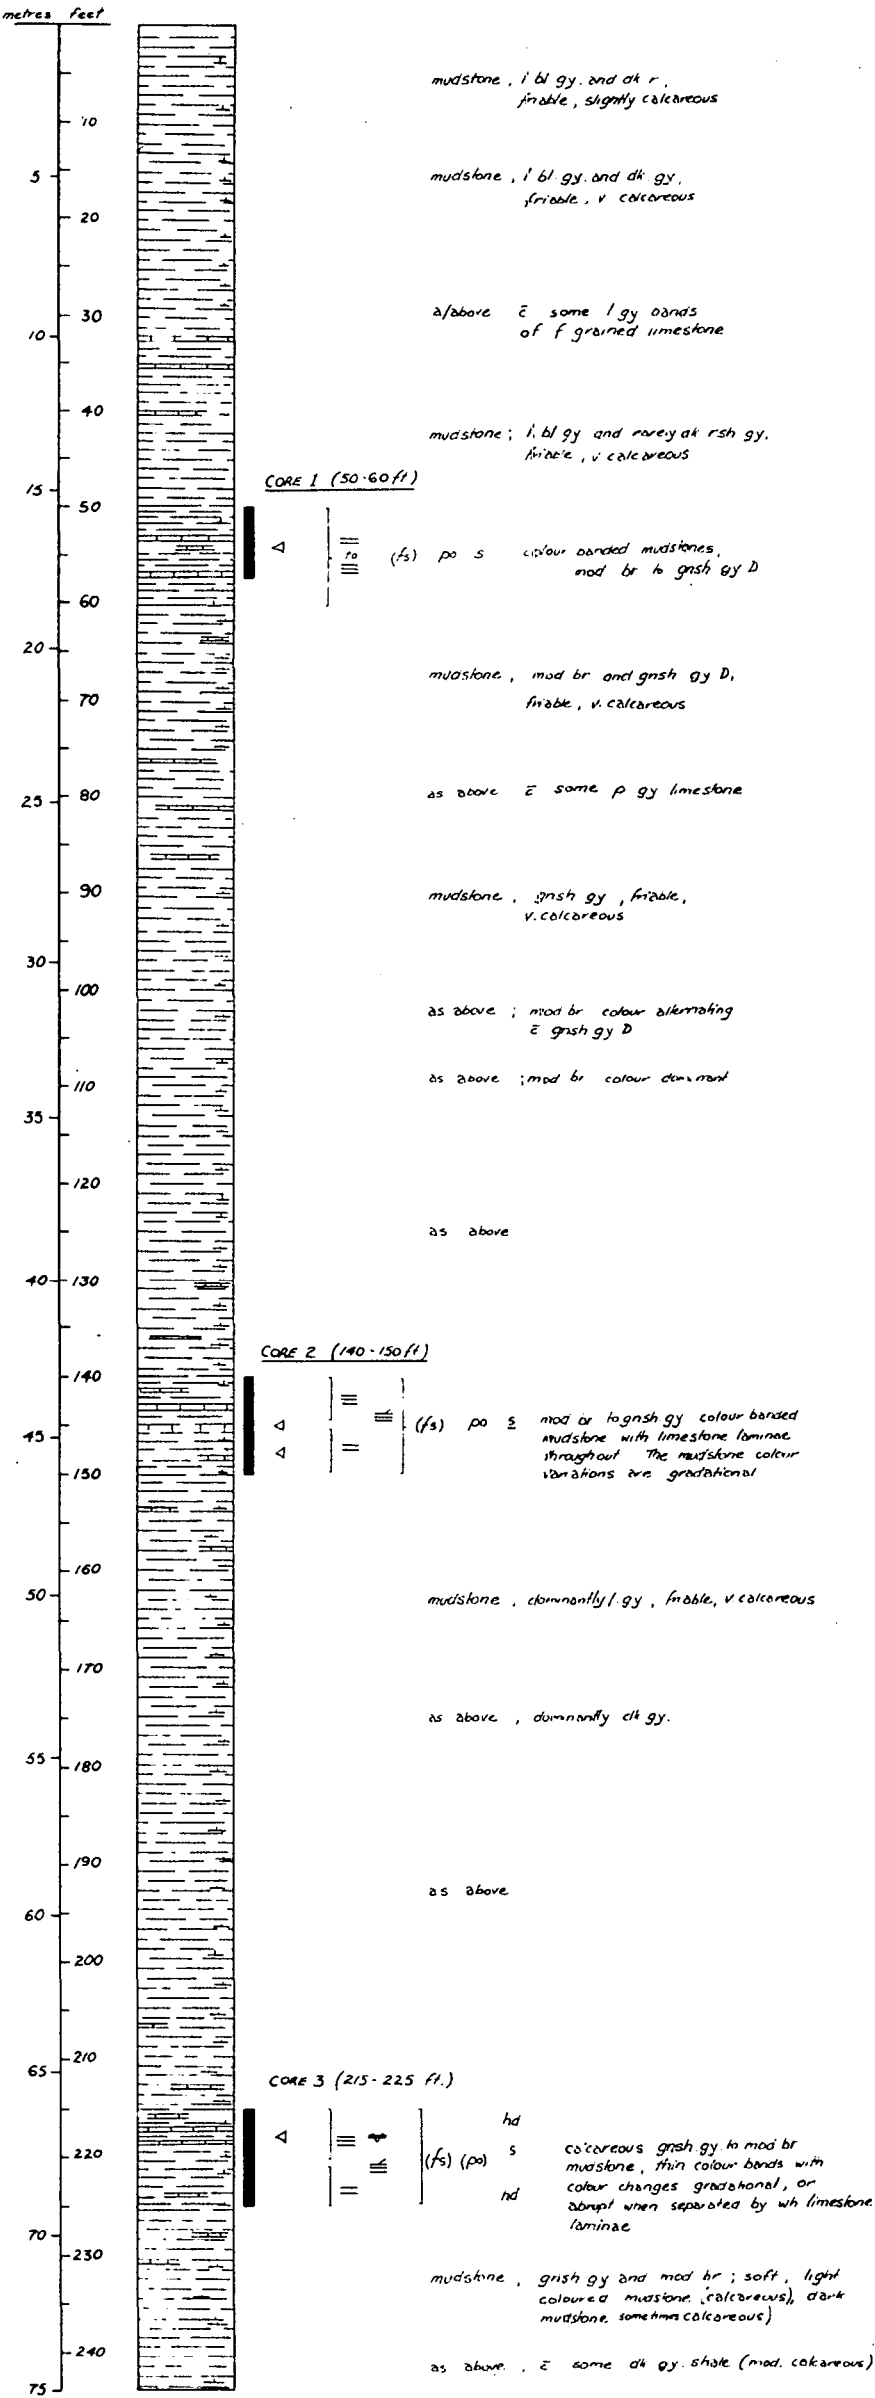 metres feet
mudstone, l bl gy. and dk r,
friable, slightly calcareous
10
5
mudstone, l bl. gy. and dk gy,
friable, v calcareous
20
30
a/above c̄ some l gy bands
of f grained limestone
10
40
mudstone; l. bl gy and rarely dk rsh gy,
friable, v calcareous
CORE 1 (50-60 ft)
15
50
to (fs) po s colour banded mudstones,
mod br to gnsh gy D
60
20
mudstone, mod br and gnsh gy D,
friable, v. calcareous
70
25
80
as above c̄ some p gy limestone
90
mudstone, gnsh gy, friable,
v. calcareous
30
100
as above; mod br colour alternating
c̄ gnsh gy D
110
as above; mod br colour dominant
35
120
as above
40
130
CORE 2 (140-150 ft)
140
(fs) po s mod br to gnsh gy colour banded
mudstone with limestone laminae
throughout The mudstone colour
variations are gradational
45
150
160
50
mudstone, dominantly l. gy, friable, v calcareous
170
as above, dominantly dk gy.
55
180
190
as above
60
200
210
65
CORE 3 (215-225 ft.)
hd
(fs) (po) s calcareous gnsh gy to mod br
mudstone, thin colour bands with
220
hd colour changes gradational, or
abrupt when separated by wh limestone
laminae
70
230
mudstone, gnsh gy and mod br; soft, light
coloured mudstone (calcareous), dark
mudstone sometimes calcareous)
240
as above, c̄ some dk gy. shale (mod. calcareous)
75